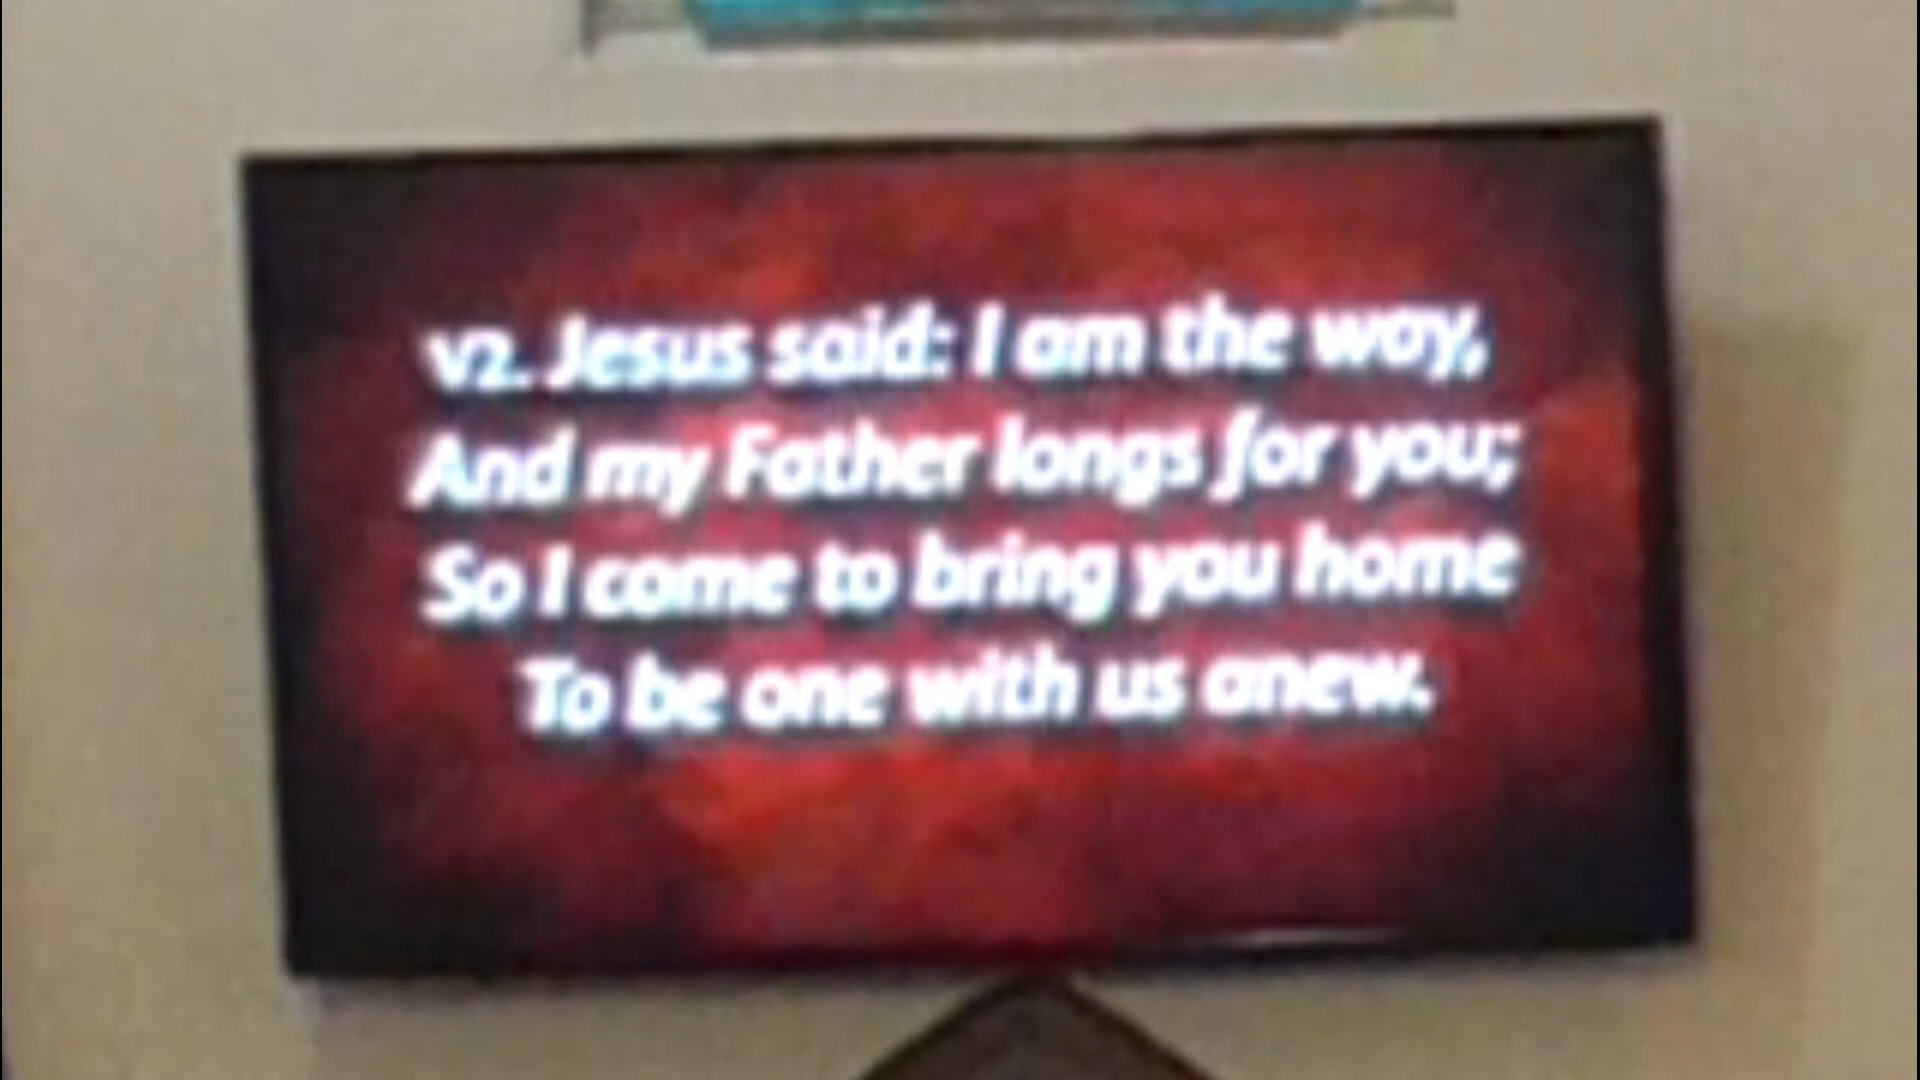 v2. Jesus said: I am the way,
And my Father longs for you;
So I come to bring you home
To be one with us anew.